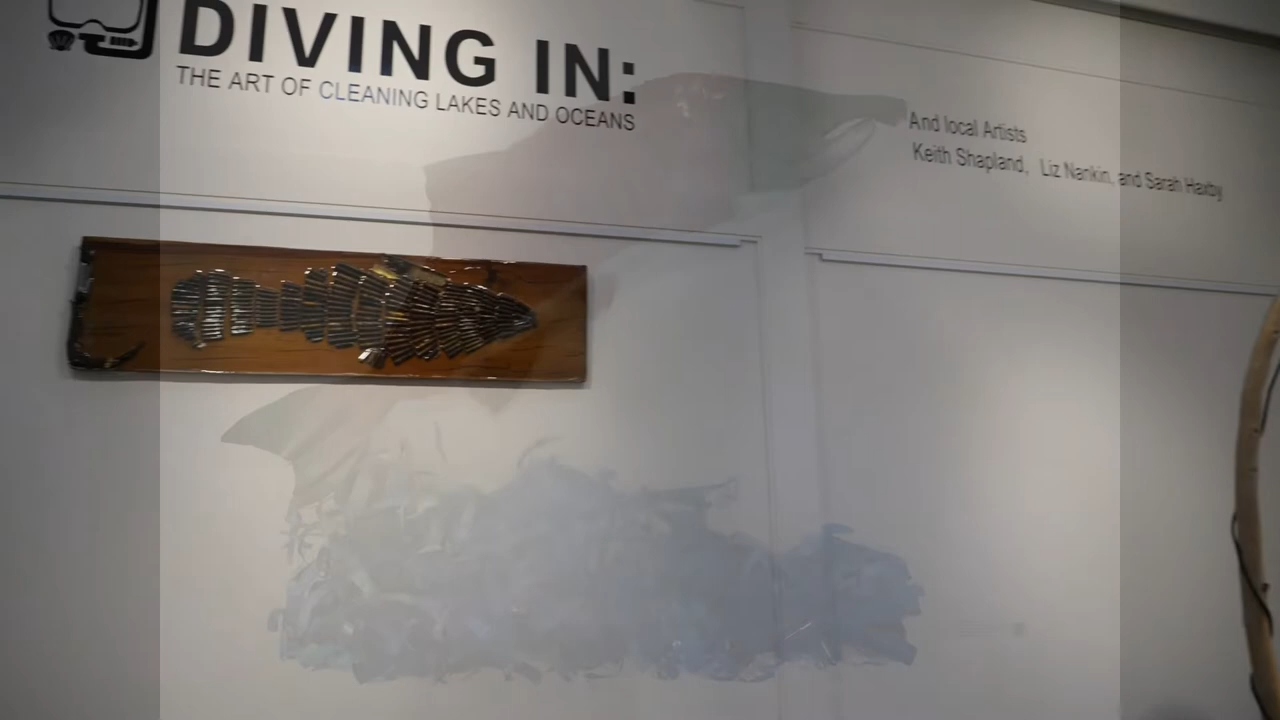 DIVING IN:
THE ART OF CLEANING LAKES AND OCEANS
And local Artists
Keith Shapland, Liz Nankin, and Sarah Haxby